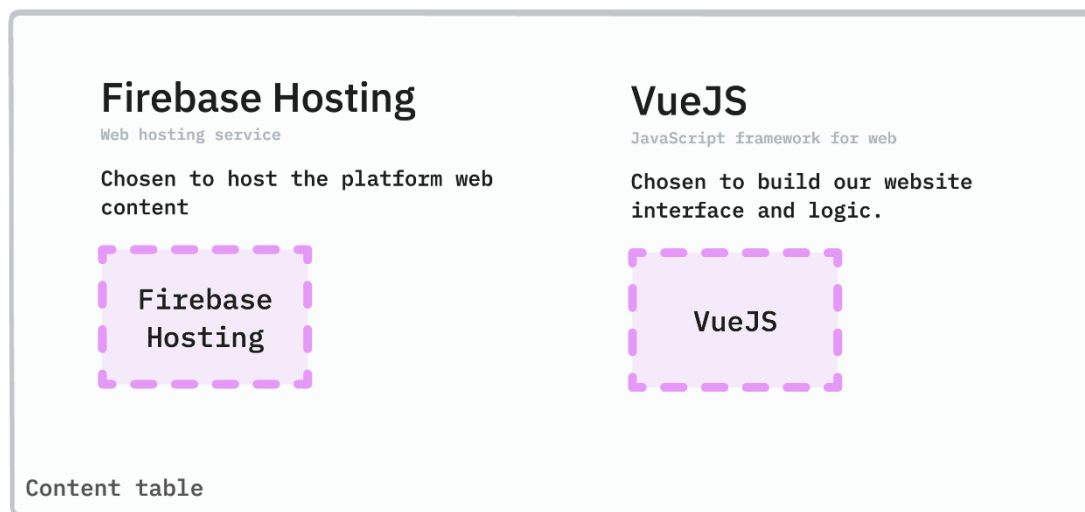 Firebase Hosting
Web hosting service
Chosen to host the platform web
content
Firebase
Hosting
VueJS
JavaScript framework for web
Chosen to build our website
interface and logic.
VueJS
Content table